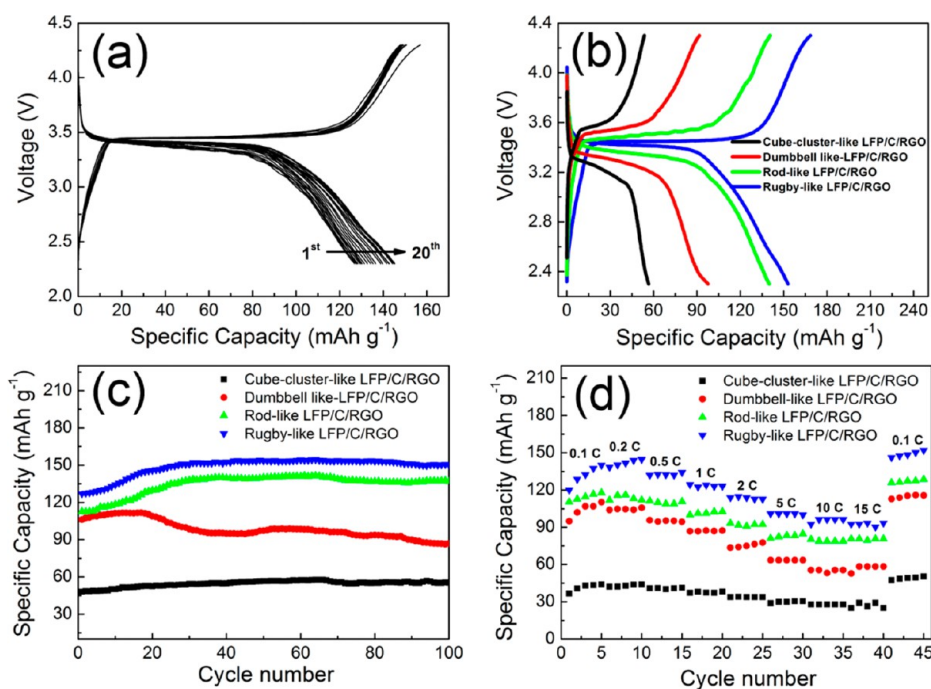 (a)
4.5
4.0
3.5
3.0
2.5
2.0
Voltage (V)
1st 20th
0 20 40 60 80 100 120 140 160
Specific Capacity (mAh g-1)
(b)
4.4
4.0
3.6
3.2
2.8
2.4
Voltage (V)
Cube-cluster-like LFP/C/RGO
Dumbbell like-LFP/C/RGO
Rod-like LFP/C/RGO
Rugby-like LFP/C/RGO
0 30 60 90 120 150 180 210 240
Specific Capacity (mAh g-1)
(c)
210
180
150
120
90
60
30
0
Specific Capacity (mAh g-1)
Cube-cluster-like LFP/C/RGO
Dumbbell like-LFP/C/RGO
Rod-like LFP/C/RGO
Rugby-like LFP/C/RGO
0 20 40 60 80 100
Cycle number
(d)
210
180
150
120
90
60
30
0
Specific Capacity (mAh g-1)
Cube-cluster-like LFP/C/RGO
Dumbbell like-LFP/C/RGO
Rod-like LFP/C/RGO
Rugby-like LFP/C/RGO
0.1 C 0.2 C 0.5 C 1 C 2 C 5 C 10 C 15 C 0.1 C
0 5 10 15 20 25 30 35 40 45
Cycle number